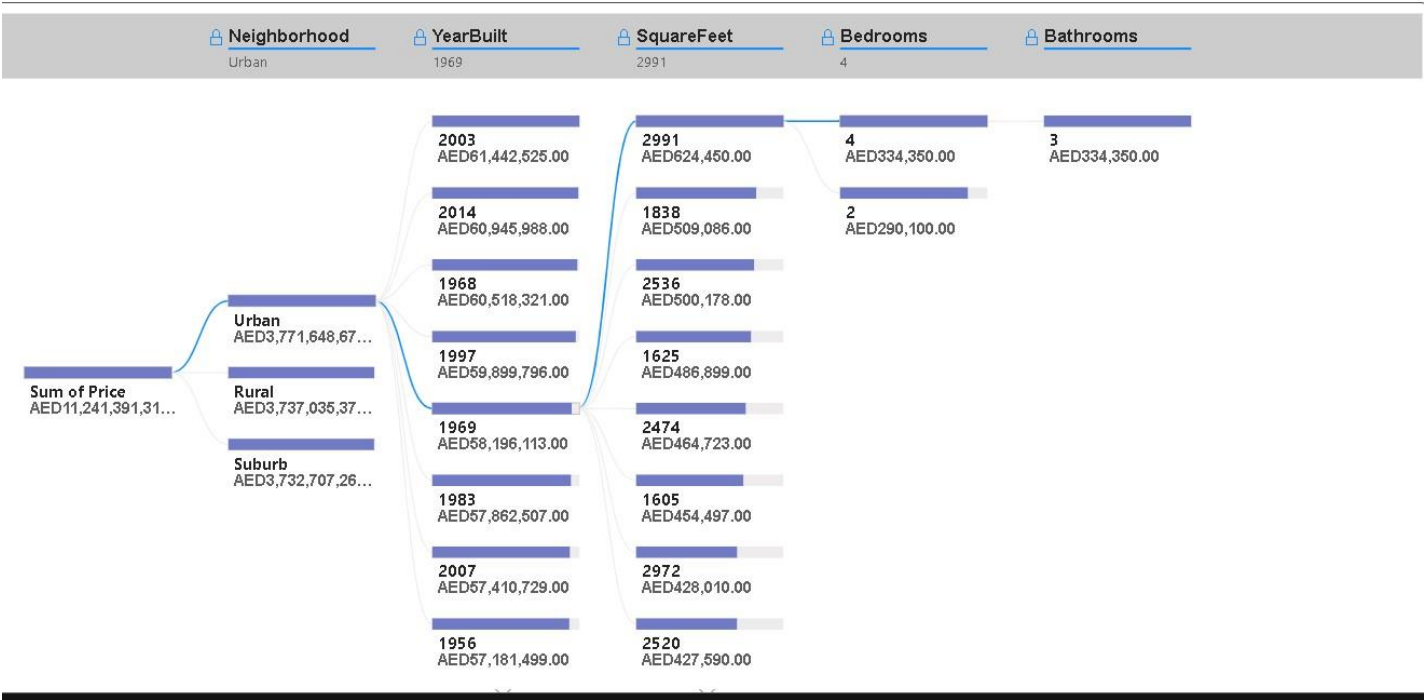 Neighborhood
Urban
YearBuilt
1969
SquareFeet
2991
Bedrooms
4
Bathrooms
Sum of Price
AED11,241,391,31...
Urban
AED3,771,648,67...
Rural
AED3,737,035,37...
Suburb
AED3,732,707,26...
2003
AED61,442,525.00
2014
AED60,945,988.00
1968
AED60,518,321.00
1997
AED59,899,796.00
1969
AED58,196,113.00
1983
AED57,862,507.00
2007
AED57,410,729.00
1956
AED57,181,499.00
2991
AED624,450.00
1838
AED509,086.00
2536
AED500,178.00
1625
AED486,899.00
2474
AED464,723.00
1605
AED454,497.00
2972
AED428,010.00
2520
AED427,590.00
4
AED334,350.00
2
AED290,100.00
3
AED334,350.00